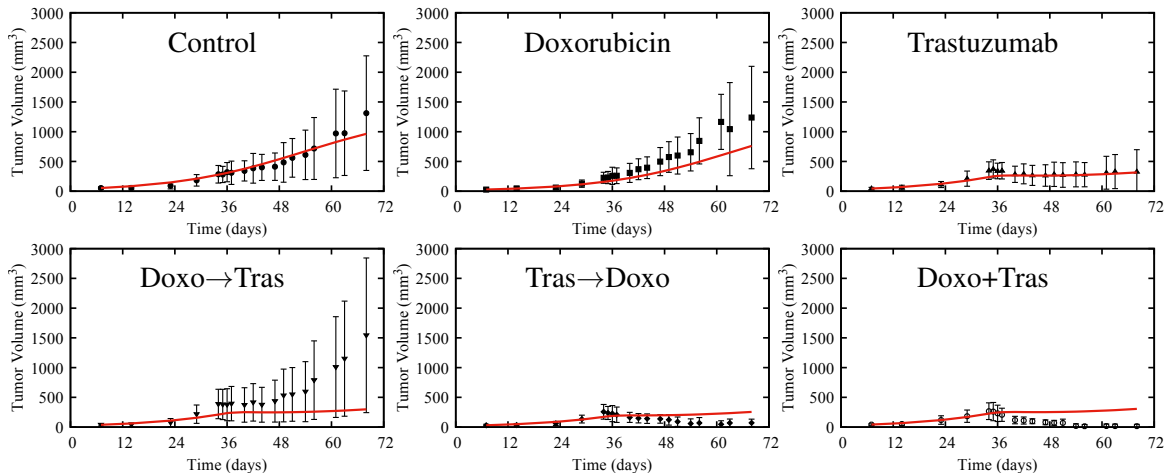 3000 2500 2000 1500 1000 500 0
Tumor Volume (mm³)
Control
0 12 24 36 48 60 72
Time (days)
3000 2500 2000 1500 1000 500 0
Tumor Volume (mm³)
Doxorubicin
0 12 24 36 48 60 72
Time (days)
3000 2500 2000 1500 1000 500 0
Tumor Volume (mm³)
Trastuzumab
0 12 24 36 48 60 72
Time (days)
3000 2500 2000 1500 1000 500 0
Tumor Volume (mm³)
Doxo→Tras
0 12 24 36 48 60 72
Time (days)
3000 2500 2000 1500 1000 500 0
Tumor Volume (mm³)
Tras→Doxo
0 12 24 36 48 60 72
Time (days)
3000 2500 2000 1500 1000 500 0
Tumor Volume (mm³)
Doxo+Tras
0 12 24 36 48 60 72
Time (days)